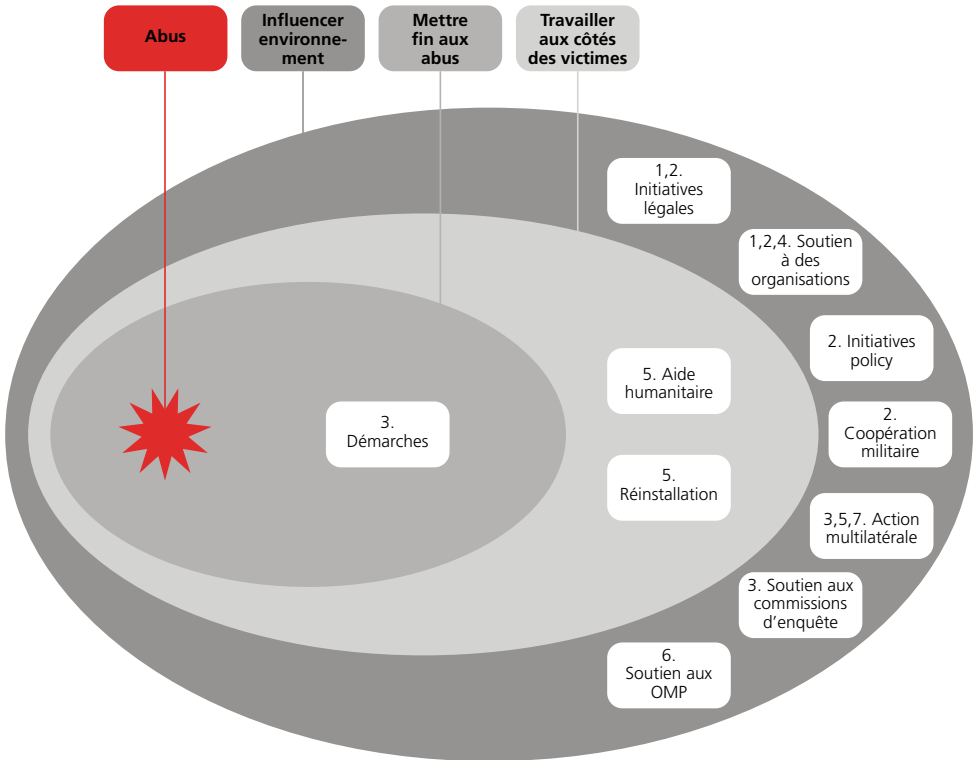 Abus
Influencer
environne-
ment
Mettre
fin aux
abus
Travailler
aux côtés
des victimes
1,2.
Initiatives
légales
1,2,4. Soutien
à des
organisations
2. Initiatives
policy
5. Aide
humanitaire
3.
Démarches
2.
Coopération
militaire
5.
Réinstallation
3,5,7. Action
multilatérale
3. Soutien aux
commissions
d'enquête
6.
Soutien aux
OMP